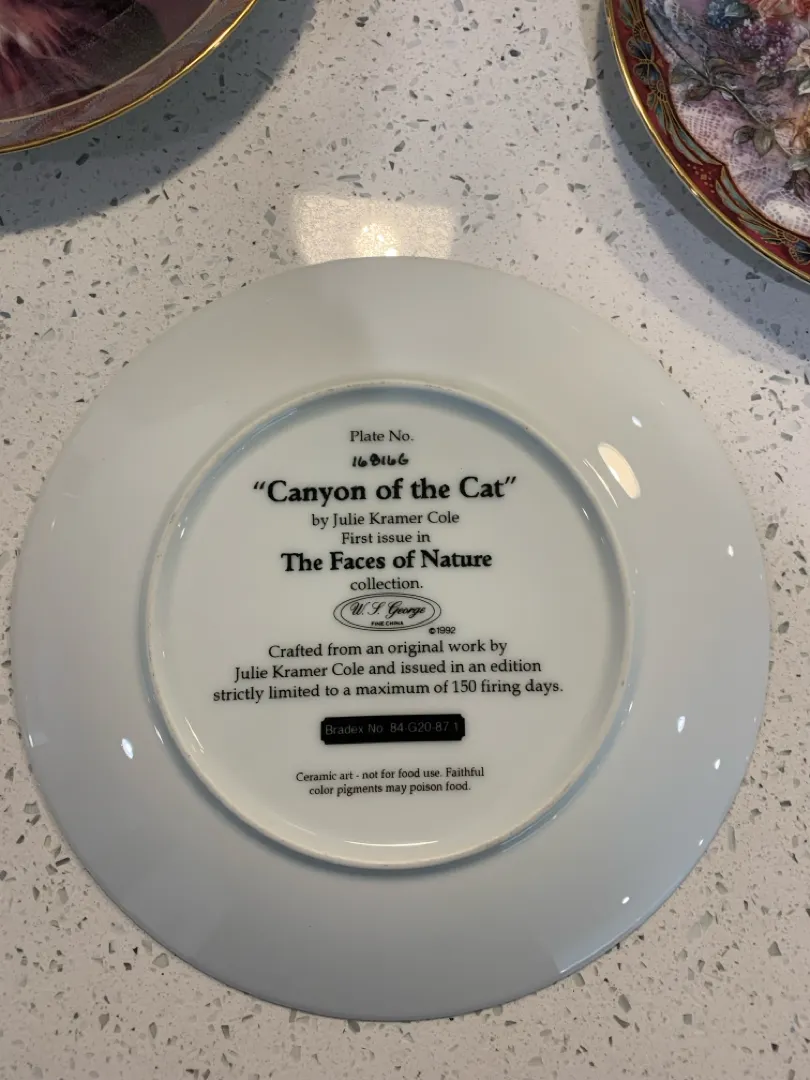 Plate No.
16816G
"Canyon of the Cat"
by Julie Kramer Cole
First issue in
The Faces of Nature
collection.
W. S. George
FINE CHINA
©1992
Crafted from an original work by
Julie Kramer Cole and issued in an edition
strictly limited to a maximum of 150 firing days.
Bradex No. 84-G20-87.1
Ceramic art - not for food use. Faithful
color pigments may poison food.